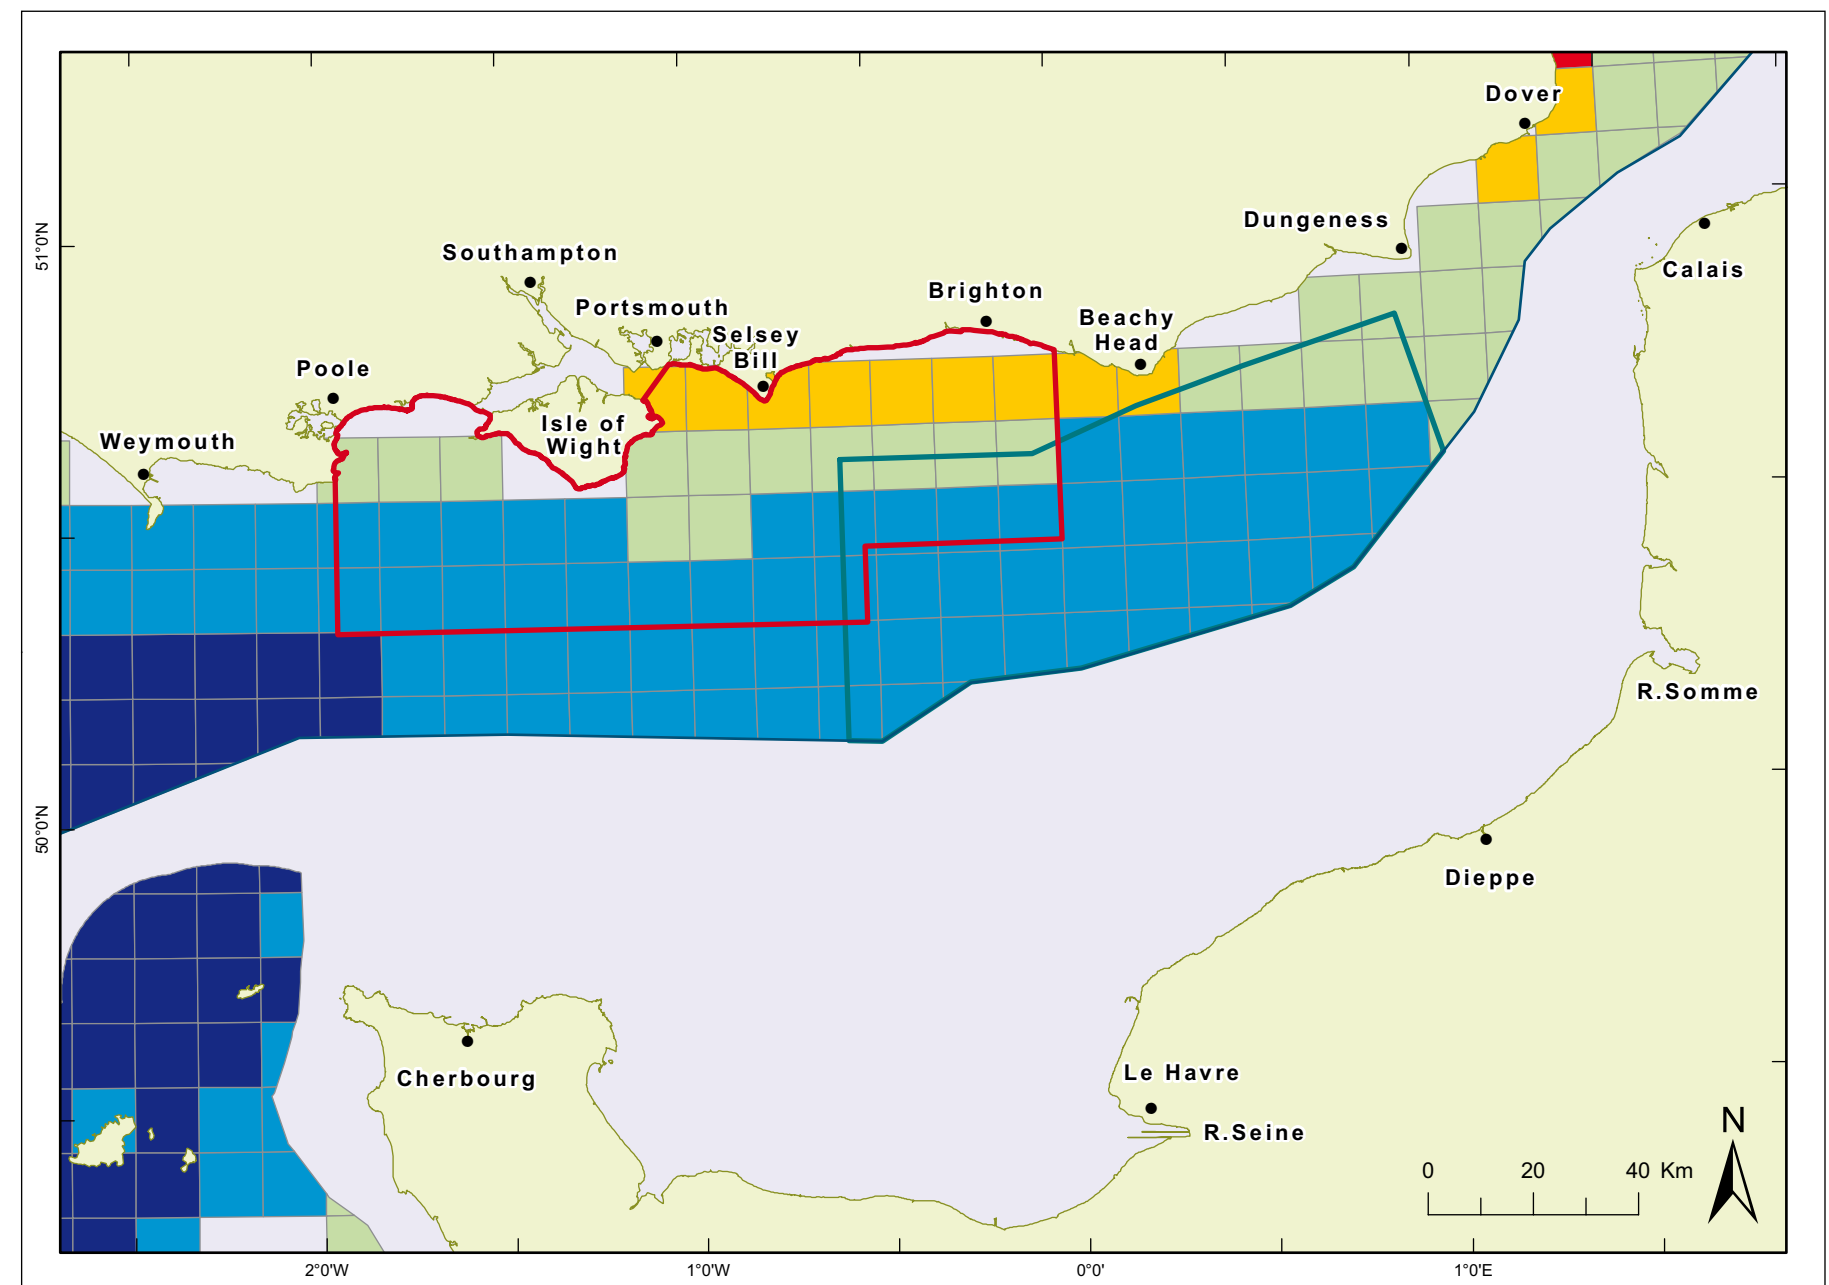 Dover
Dungeness
51°0'N
Southampton
Calais
Brighton
Portsmouth
Beachy
Head
Selsey
Bill
Poole
Isle of
Wight
Weymouth
R.Somme
50°0'N
Dieppe
Cherbourg
Le Havre
R.Seine
N
0 20 40 Km
2°0'W 1°0'W 0°0' 1°0'E